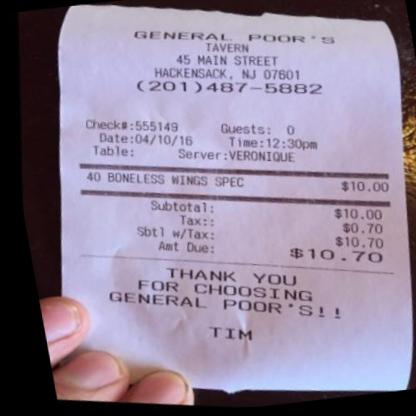 GENERAL POOR'S
TAVERN
45 MAIN STREET
HACKENSACK, NJ 07601
(201)487-5882
Check#:555149 Guests: 0
Date:04/10/16 Time:12:30pm
Table: Server:VERONIQUE
40 BONELESS WINGS SPEC $10.00
Subtotal: $10.00
Tax:: $0.70
Sbtl w/Tax: $10.70
Amt Due: $10.70
THANK YOU
FOR CHOOSING
GENERAL POOR'S!!
TIM